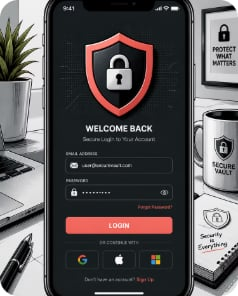 9:41
PROTECT
WHAT
MATTERS
WELCOME BACK
Secure Login to Your Account
EMAIL ADDRESS
user@securevault.com
PASSWORD
••••••••
Forgot Password?
LOGIN
OR CONTINUE WITH
G
Don't have an account? Sign Up
SECURE
VAULT
Security
is
Everything